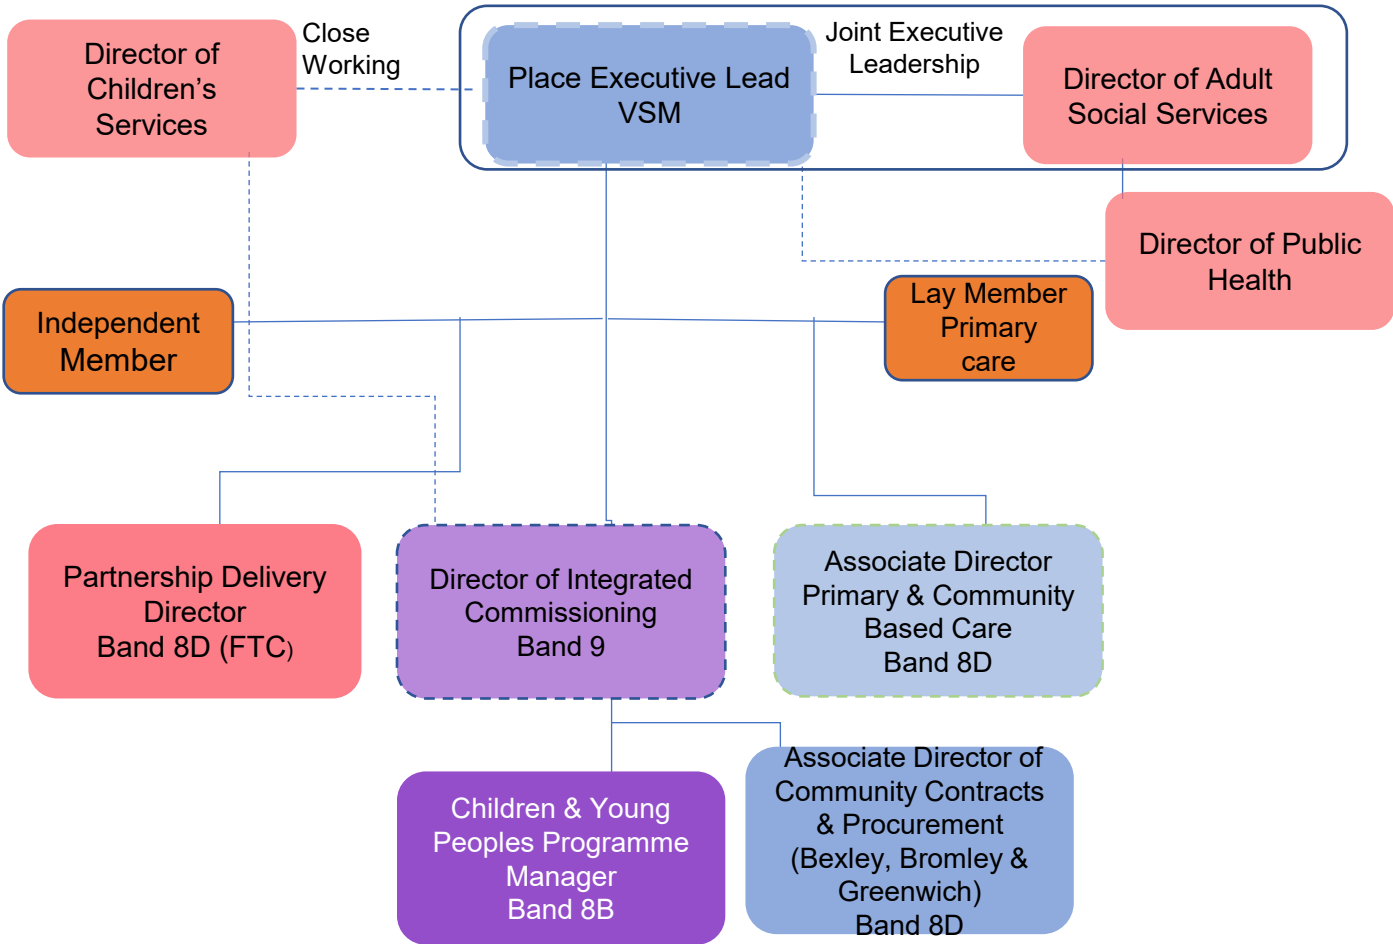 Director of
Children’s
Services
Close
Working
Place Executive Lead
VSM
Joint Executive
Leadership
Director of Adult
Social Services
Director of Public
Health
Independent
Member
Lay Member
Primary
care
Partnership Delivery
Director
Band 8D (FTC)
Director of Integrated
Commissioning
Band 9
Associate Director
Primary & Community
Based Care
Band 8D
Children & Young
Peoples Programme
Manager
Band 8B
Associate Director of
Community Contracts
& Procurement
(Bexley, Bromley &
Greenwich)
Band 8D